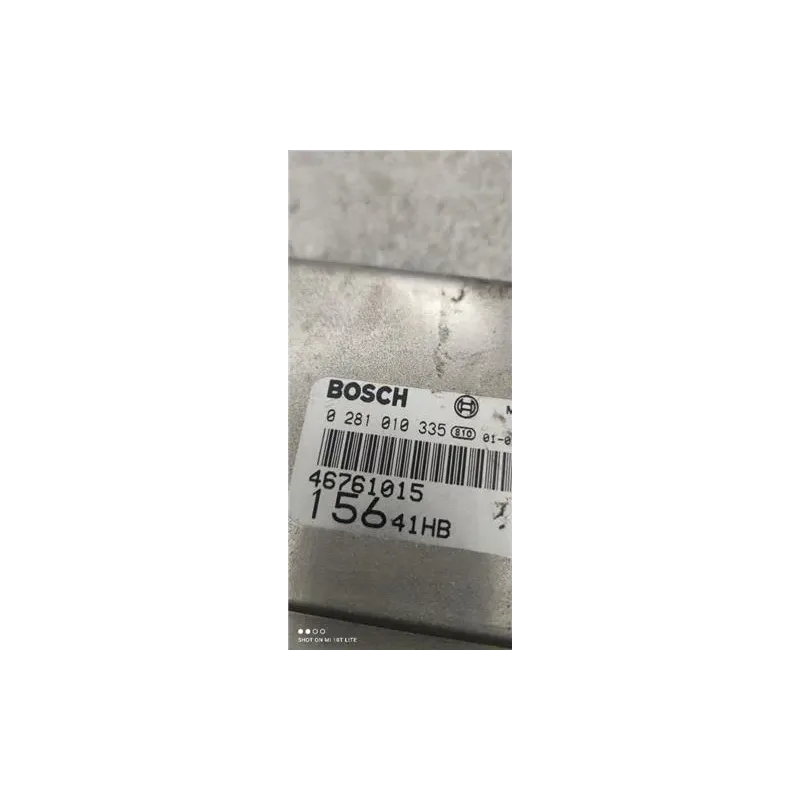 BOSCH
0 281 010 335 810 01-0
46761015
156 41HB
SHOT ON MI 10T LITE